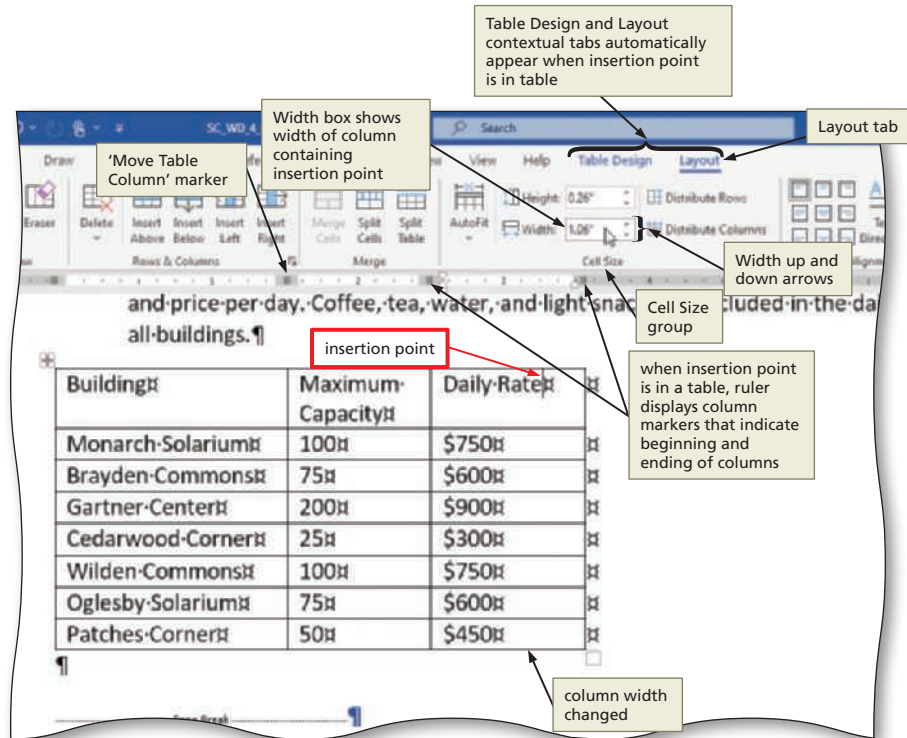 Table Design and Layout
contextual tabs automatically
appear when insertion point
is in table
Width box shows
width of column
containing
insertion point
Layout tab
'Move Table
Column' marker
SC_WD_4
Search
Draw
View Help Table Design Layout
Eraser
Delete
Insert Above
Insert Below
Insert Left
Insert Right
Merge Cells
Split Cells
Split Table
AutoFit
Height: 0.26"
Width: 1.06"
Distribute Rows
Distribute Columns
Rows & Columns
Merge
Cell Size
Width up and
down arrows
Cell Size
group
and·price·per·day.·Coffee,·tea,·water,·and·light·snac cluded·in·the·da
all·buildings.¶
insertion point
when insertion point
is in a table, ruler
displays column
markers that indicate
beginning and
ending of columns
Building¤ Maximum·Capacity¤ Daily·Rate¤ ¤
Monarch·Solarium¤ 100¤ $750¤ ¤
Brayden·Commons¤ 75¤ $600¤ ¤
Gartner·Center¤ 200¤ $900¤ ¤
Cedarwood·Corner¤ 25¤ $300¤ ¤
Wilden·Commons¤ 100¤ $750¤ ¤
Oglesby·Solarium¤ 75¤ $600¤ ¤
Patches·Corner¤ 50¤ $450¤ ¤
¶
column width
changed
Page Break ¶